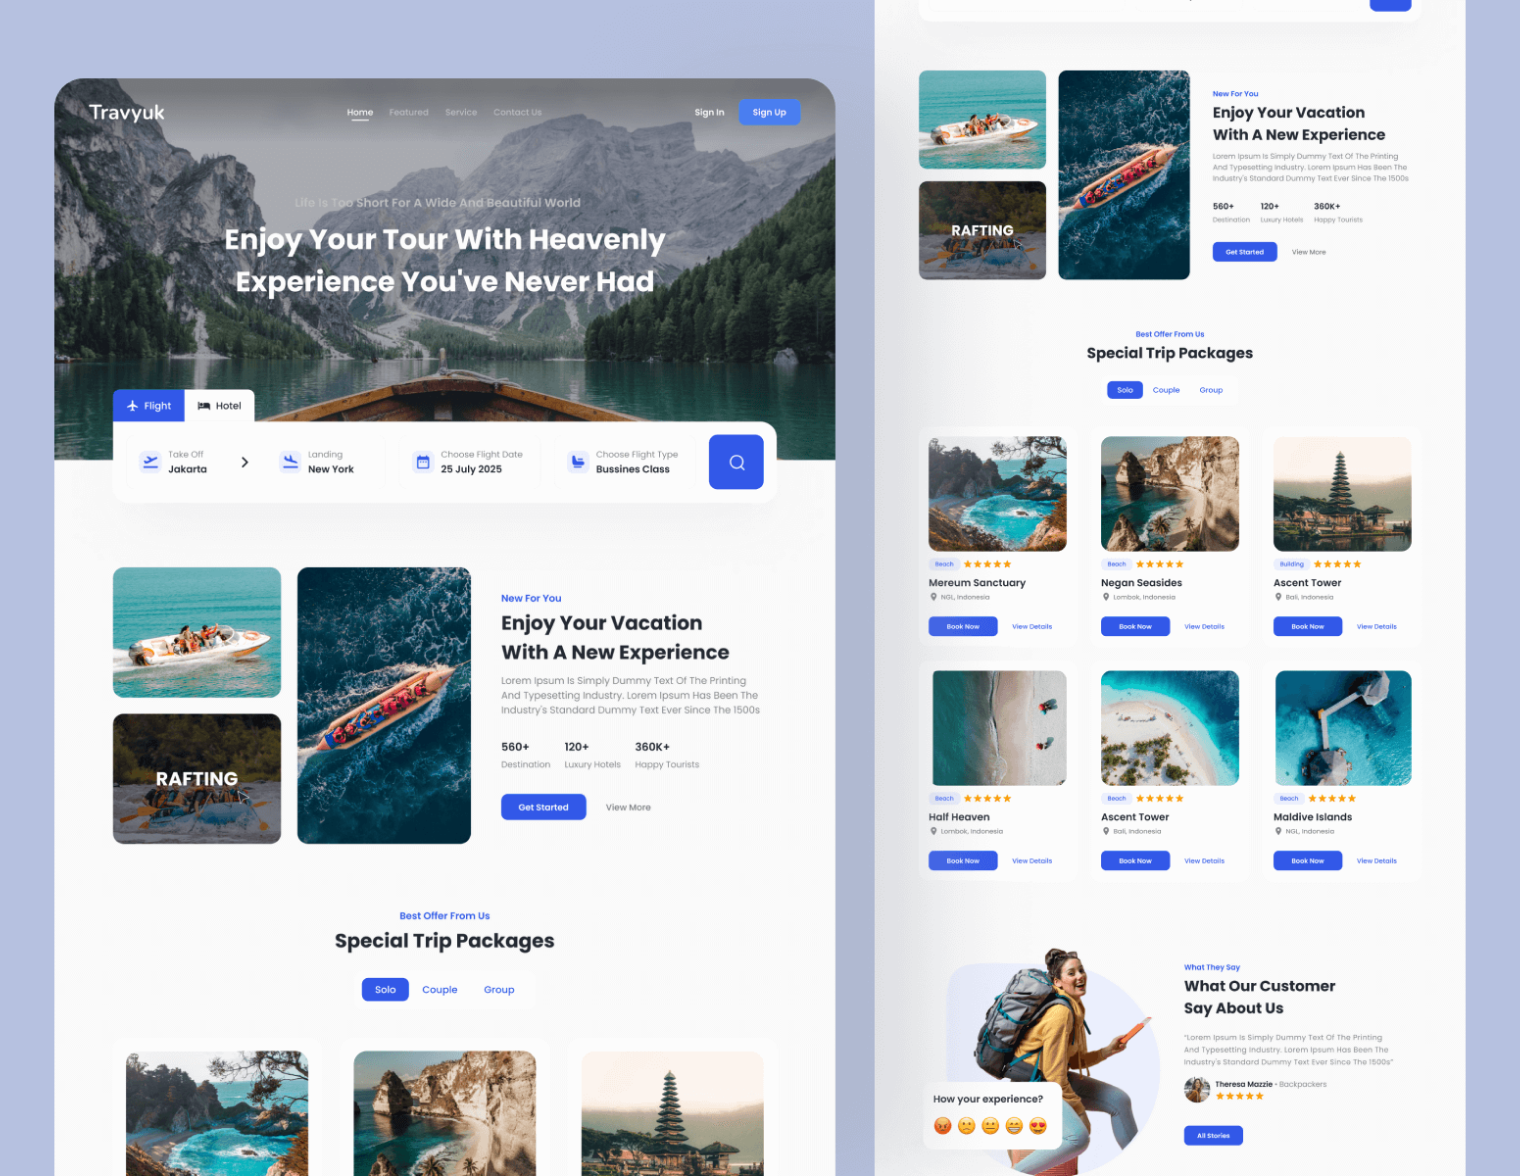 Travyuk
Home Featured Service Contact Us
Sign In Sign Up
Life Is Too Short For A Wide And Beautiful World
Enjoy Your Tour With Heavenly
Experience You've Never Had
Flight Hotel
Take Off
Jakarta
Landing
New York
Choose Flight Date
25 July 2025
Choose Flight Type
Bussines Class
RAFTING
New For You
Enjoy Your Vacation
With A New Experience
Lorem Ipsum Is Simply Dummy Text Of The Printing
And Typesetting Industry. Lorem Ipsum Has Been The
Industry's Standard Dummy Text Ever Since The 1500s
560+ 120+ 360K+
Destination Luxury Hotels Happy Tourists
Get Started View More
Best Offer From Us
Special Trip Packages
Solo Couple Group
RAFTING
New For You
Enjoy Your Vacation
With A New Experience
Lorem Ipsum Is Simply Dummy Text Of The Printing
And Typesetting Industry. Lorem Ipsum Has Been The
Industry's Standard Dummy Text Ever Since The 1500s
560+ 120+ 360K+
Destination Luxury Hotels Happy Tourists
Get Started View More
Best Offer From Us
Special Trip Packages
Solo Couple Group
Beach
Mereum Sanctuary
NGL, Indonesia
Book Now View Details
Beach
Negan Seasides
Lombok, Indonesia
Book Now View Details
Building
Ascent Tower
Bali, Indonesia
Book Now View Details
Beach
Half Heaven
Lombok, Indonesia
Book Now View Details
Beach
Ascent Tower
Bali, Indonesia
Book Now View Details
Beach
Maldive Islands
NGL, Indonesia
Book Now View Details
How your experience?
What They Say
What Our Customer
Say About Us
"Lorem Ipsum Is Simply Dummy Text Of The Printing
And Typesetting Industry. Lorem Ipsum Has Been The
Industry's Standard Dummy Text Ever Since The 1500s"
Theresa Mazzie - Backpackers
All Stories